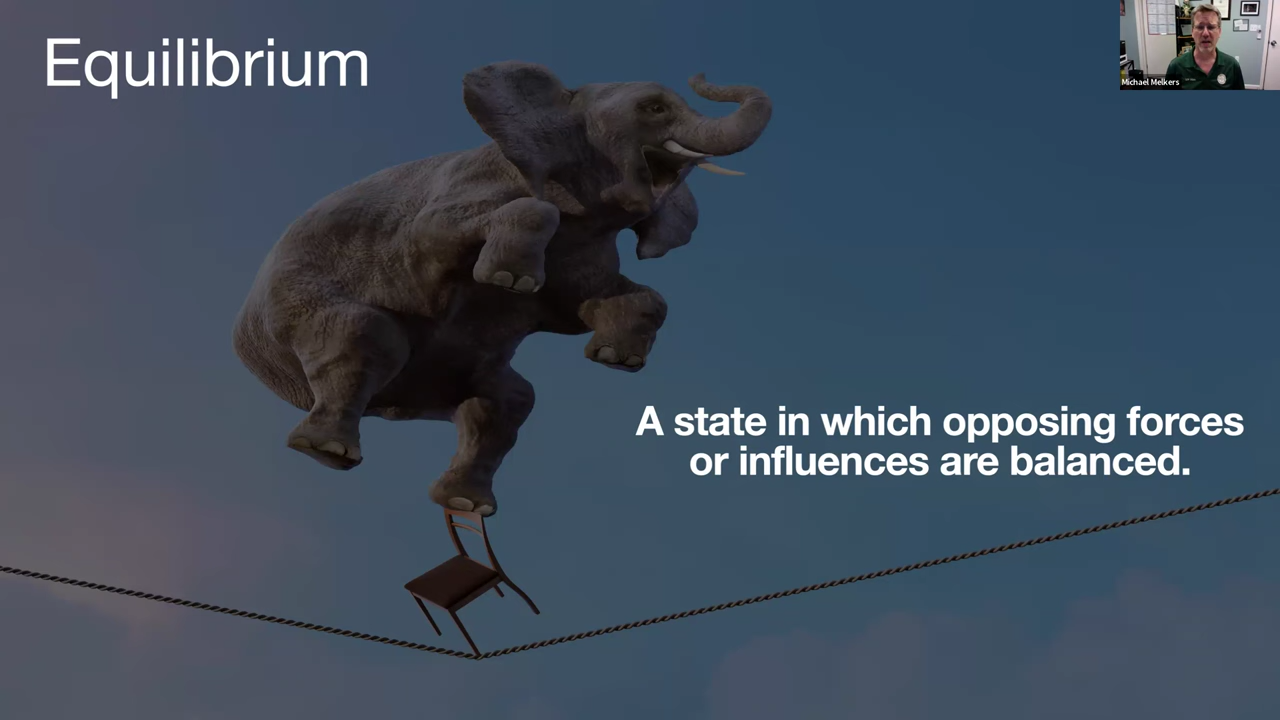 Equilibrium
Michael Melkers
A state in which opposing forces
or influences are balanced.